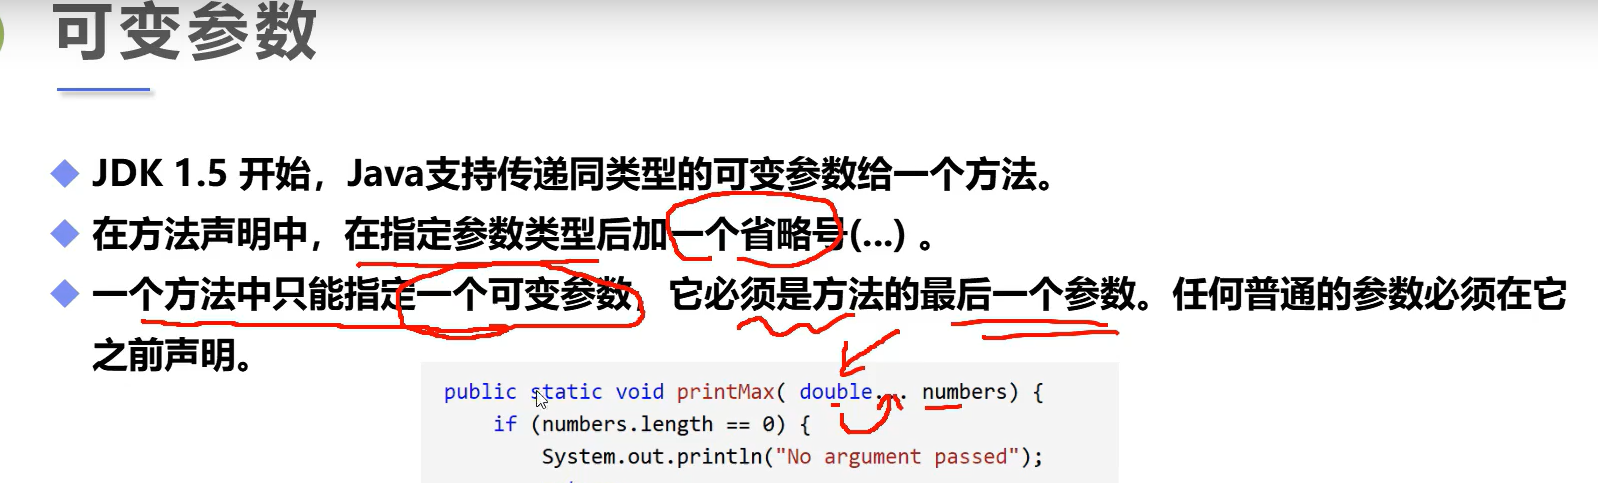 可变参数
JDK 1.5 开始，Java支持传递同类型的可变参数给一个方法。
在方法声明中，在指定参数类型后加一个省略号(...) 。
一个方法中只能指定一个可变参数，它必须是方法的最后一个参数。任何普通的参数必须在它
之前声明。
public static void printMax( double... numbers) {
if (numbers.length == 0) {
System.out.println("No argument passed");